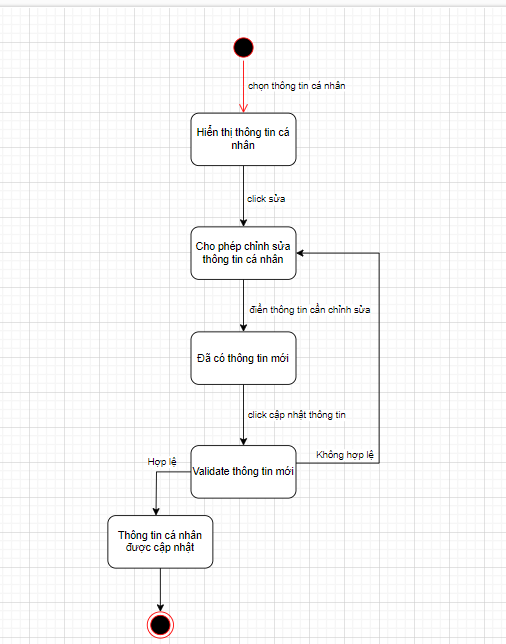 chọn thông tin cá nhân
Hiển thị thông tin cá
nhân
click sửa
Cho phép chỉnh sửa
thông tin cá nhân
điền thông tin cần chỉnh sửa
Đã có thông tin mới
click cập nhật thông tin
Không hợp lệ
Hợp lệ
Validate thông tin mới
Thông tin cá nhân
được cập nhật